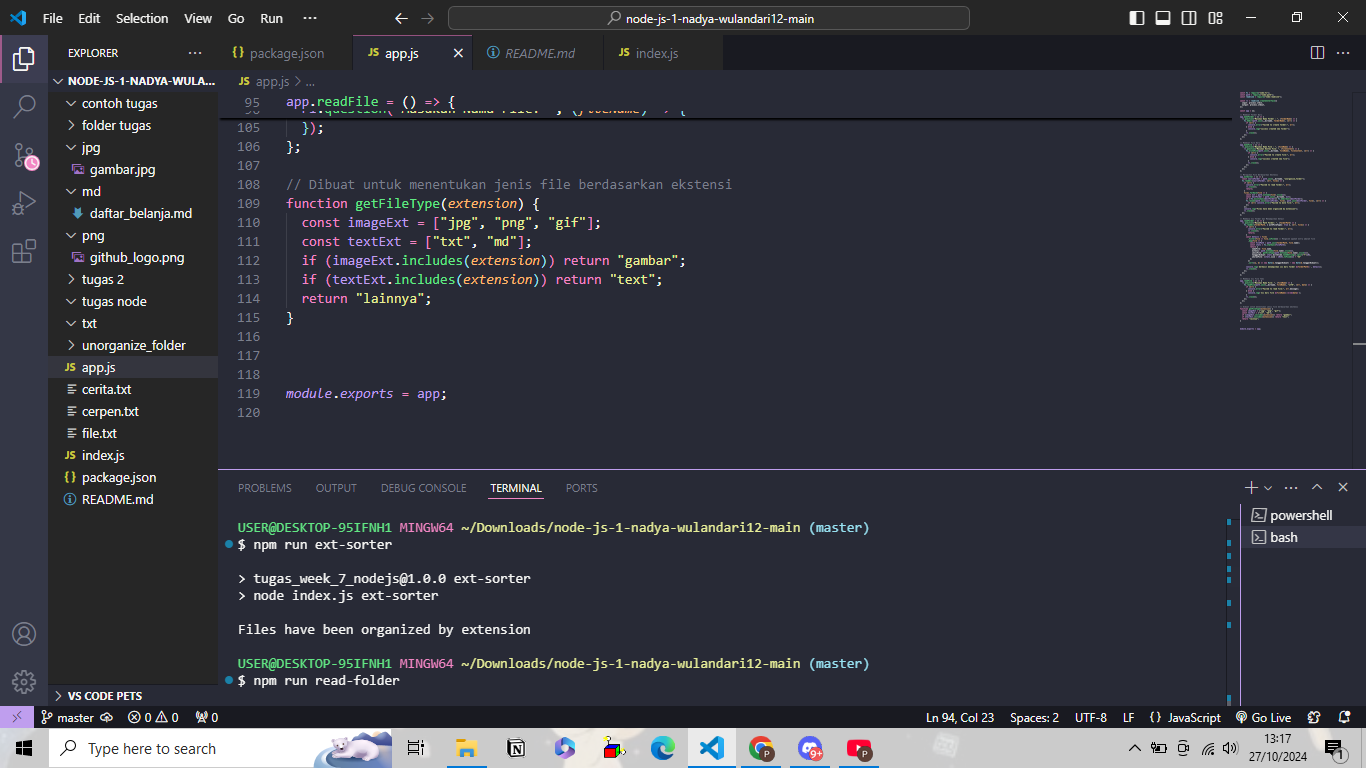 File Edit Selection View Go Run ···
node-js-1-nadya-wulandari12-main
EXPLORER ···
NODE-JS-1-NADYA-WULA...
contoh tugas
folder tugas
jpg
gambar.jpg
md
daftar_belanja.md
png
github_logo.png
tugas 2
tugas node
txt
unorganize_folder
JS app.js
cerita.txt
cerpen.txt
file.txt
JS index.js
{} package.json
README.md
VS CODE PETS
{} package.json
JS app.js
README.md
JS index.js
JS app.js > ...
95 app.readFile = () => {
105 });
106 };
107
108 // Dibuat untuk menentukan jenis file berdasarkan ekstensi
109 function getFileType(extension) {
110 const imageExt = ["jpg", "png", "gif"];
111 const textExt = ["txt", "md"];
112 if (imageExt.includes(extension)) return "gambar";
113 if (textExt.includes(extension)) return "text";
114 return "lainnya";
115 }
116
117
118
119 module.exports = app;
120
PROBLEMS OUTPUT DEBUG CONSOLE TERMINAL PORTS
USER@DESKTOP-95IFNH1 MINGW64 ~/Downloads/node-js-1-nadya-wulandari12-main (master)
$ npm run ext-sorter
> tugas_week_7_nodejs@1.0.0 ext-sorter
> node index.js ext-sorter
Files have been organized by extension
USER@DESKTOP-95IFNH1 MINGW64 ~/Downloads/node-js-1-nadya-wulandari12-main (master)
$ npm run read-folder
powershell
bash
master 0 0 0 Ln 94, Col 23 Spaces: 2 UTF-8 LF {} JavaScript Go Live
Type here to search
13:17
27/10/2024
1